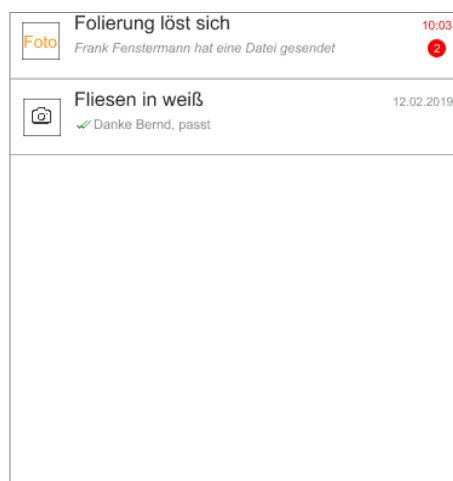 Folierung löst sich
10:03
Foto
Frank Fenstermann hat eine Datei gesendet
2
Fliesen in weiß
12.02.2019
Danke Bernd, passt